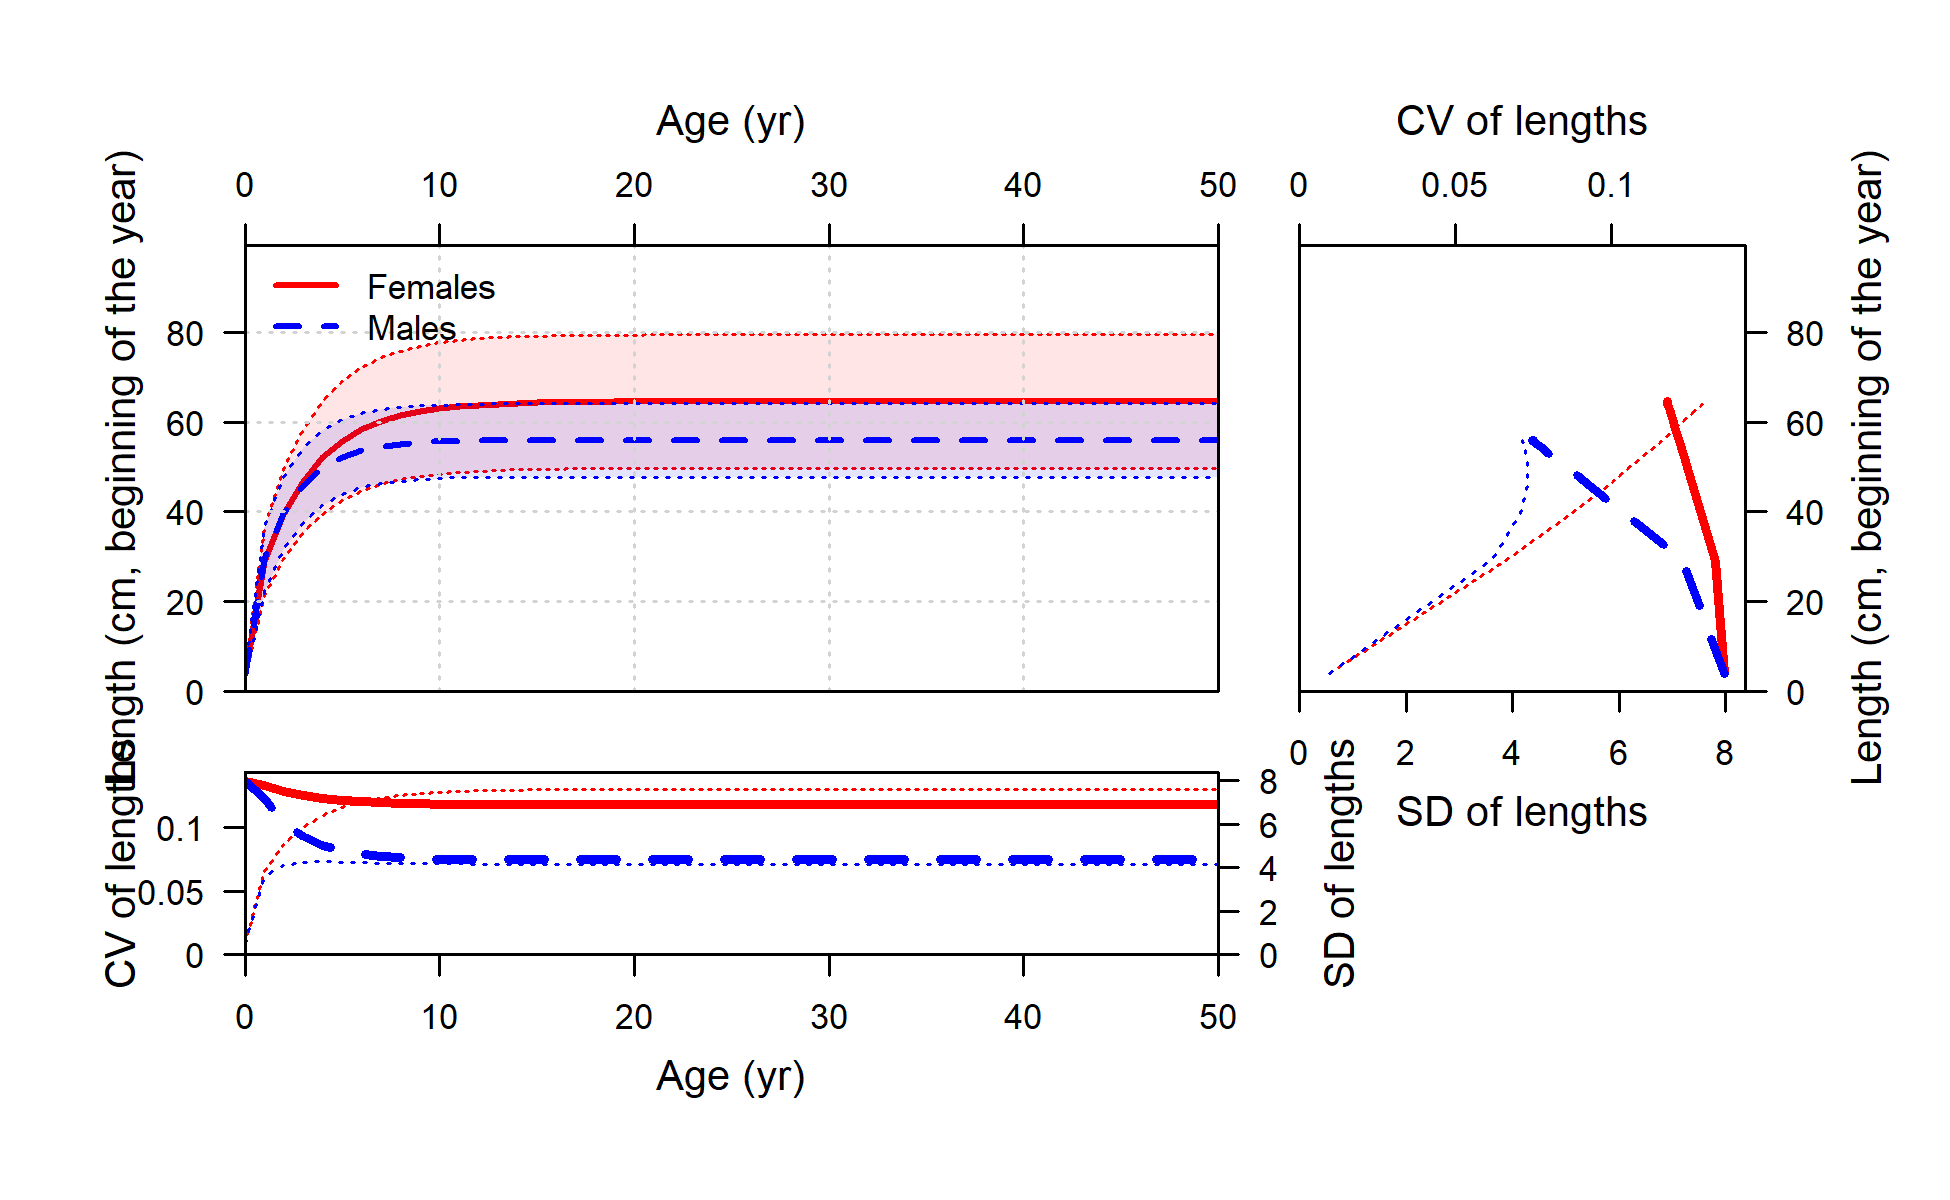 Age (yr)
CV of lengths
0 10 20 30 40 50
0 0.05 0.1
Length (cm, beginning of the year)
Females
Males
80
60
40
20
0
80
60
40
20
0
Length (cm, beginning of the year)
0 2 4 6 8
SD of lengths
CV of lengths
0.1
0.05
0
8
6
4
2
0
SD of lengths
0 10 20 30 40 50
Age (yr)